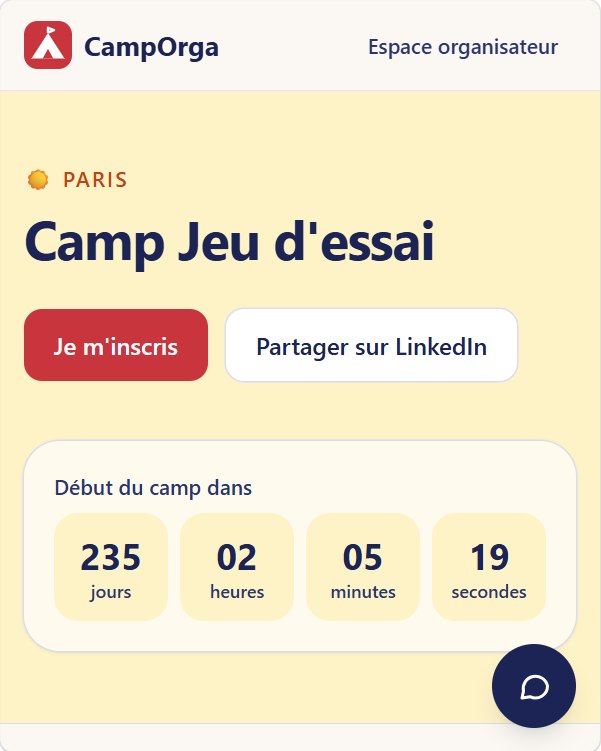 CampOrga
Espace organisateur
PARIS
Camp Jeu d'essai
Je m'inscris
Partager sur LinkedIn
Début du camp dans
235
jours
02
heures
05
minutes
19
secondes